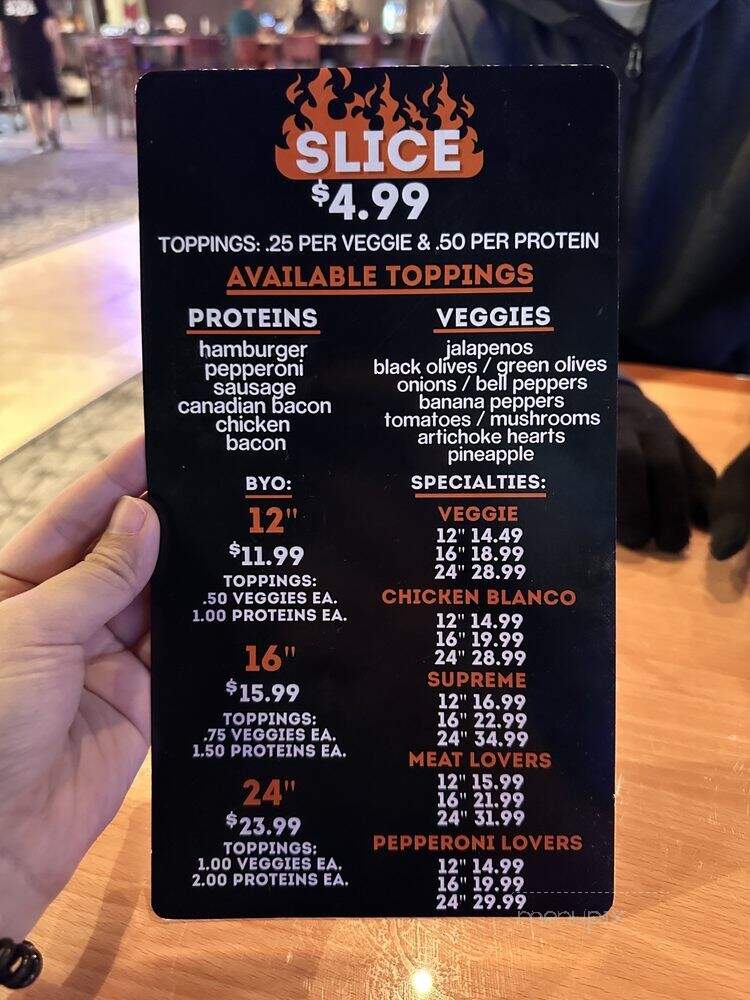 SLICE
$4.99
TOPPINGS: .25 PER VEGGIE & .50 PER PROTEIN
AVAILABLE TOPPINGS
PROTEINS
hamburger
pepperoni
sausage
canadian bacon
chicken
bacon
VEGGIES
jalapenos
black olives / green olives
onions / bell peppers
banana peppers
tomatoes / mushrooms
artichoke hearts
pineapple
BYO:
12"
$11.99
TOPPINGS:
.50 VEGGIES EA.
1.00 PROTEINS EA.
16"
$15.99
TOPPINGS:
.75 VEGGIES EA.
1.50 PROTEINS EA.
24"
$23.99
TOPPINGS:
1.00 VEGGIES EA.
2.00 PROTEINS EA.
SPECIALTIES:
VEGGIE
12" 14.49
16" 18.99
24" 28.99
CHICKEN BLANCO
12" 14.99
16" 19.99
24" 28.99
SUPREME
12" 16.99
16" 22.99
24" 34.99
MEAT LOVERS
12" 15.99
16" 21.99
24" 31.99
PEPPERONI LOVERS
12" 14.99
16" 19.99
24" 29.99
menupix